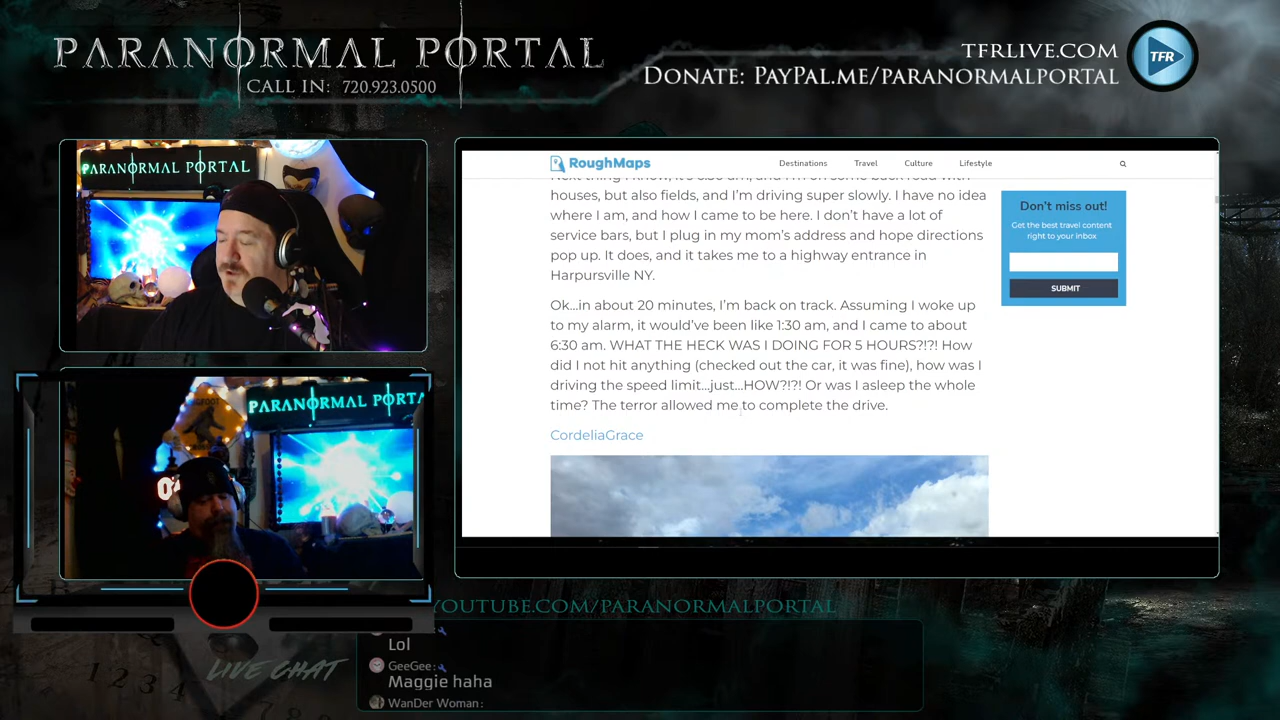 PARANORMAL PORTAL
CALL IN: 720.923.0500
TFRLIVE.COM
DONATE: PAYPAL.ME/PARANORMALPORTAL
TFR
PARANORMAL PORTAL
PARANORMAL PORTA
BIGFOOT
RoughMaps
Destinations
Travel
Culture
Lifestyle
houses, but also fields, and I'm driving super slowly. I have no idea
where I am, and how I came to be here. I don't have a lot of
service bars, but I plug in my mom's address and hope directions
pop up. It does, and it takes me to a highway entrance in
Harpursville NY.
Ok...in about 20 minutes, I'm back on track. Assuming I woke up
to my alarm, it would've been like 1:30 am, and I came to about
6:30 am. WHAT THE HECK WAS I DOING FOR 5 HOURS?!?! How
did I not hit anything (checked out the car, it was fine), how was I
driving the speed limit...just...HOW?!?! Or was I asleep the whole
time? The terror allowed me to complete the drive.
CordeliaGrace
Don't miss out!
Get the best travel content
right to your inbox
SUBMIT
YOUTUBE.COM/PARANORMALPORTAL
LIVE CHAT
Lol
GeeGee:
Maggie haha
WanDer Woman:
1 2 3 4